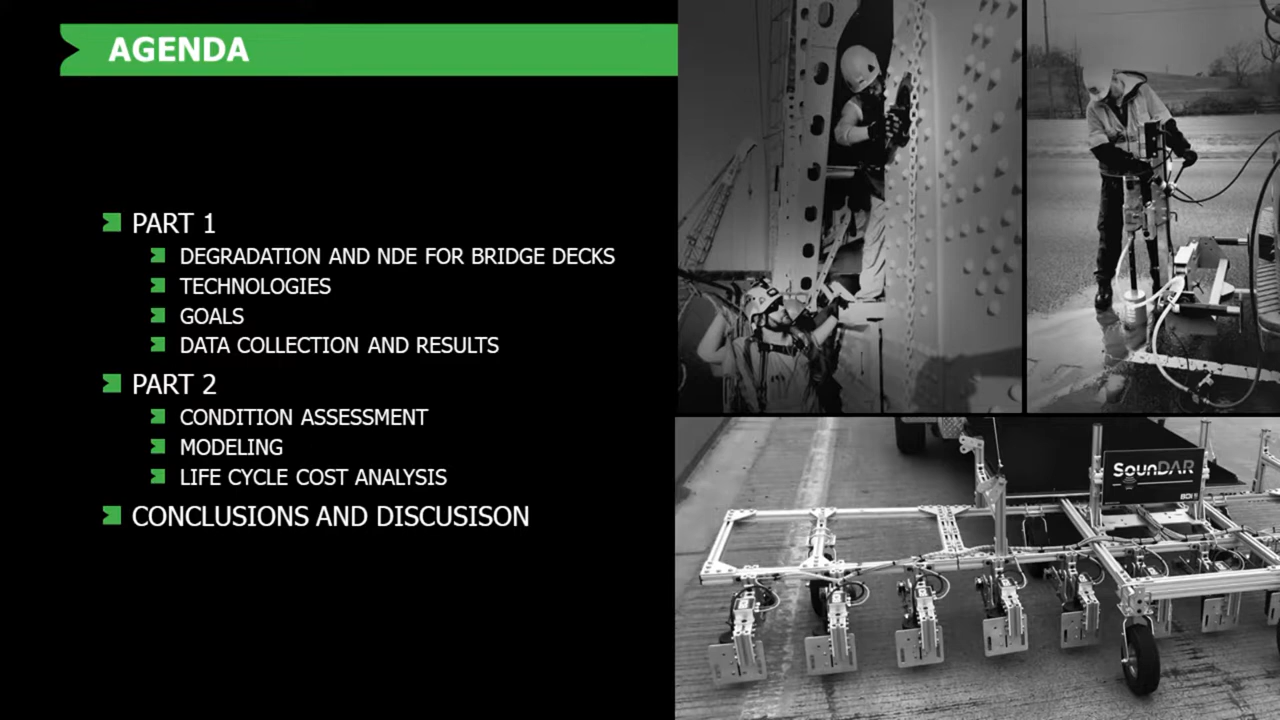 AGENDA
PART 1
DEGRADATION AND NDE FOR BRIDGE DECKS
TECHNOLOGIES
GOALS
DATA COLLECTION AND RESULTS
PART 2
CONDITION ASSESSMENT
MODELING
LIFE CYCLE COST ANALYSIS
CONCLUSIONS AND DISCUSISON
SounDAR
BDI